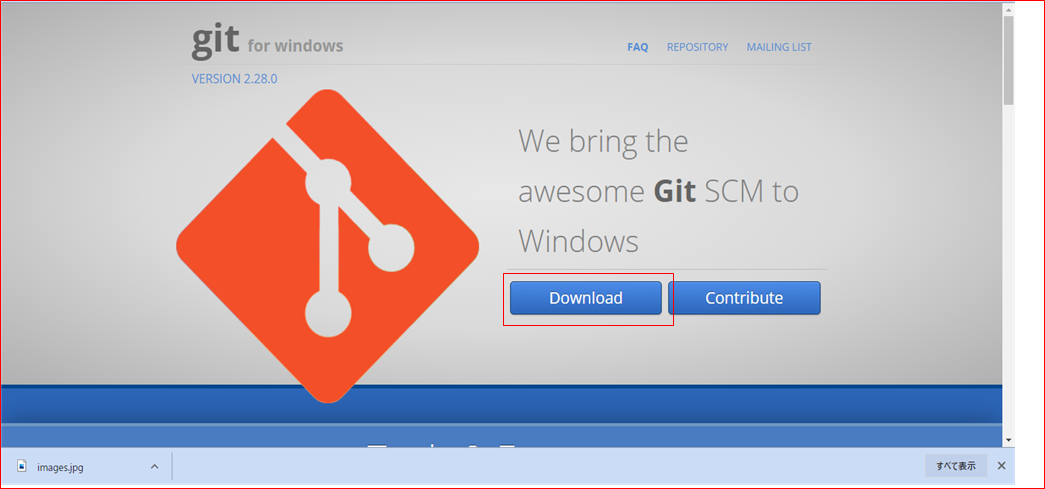 git for windows
FAQ REPOSITORY MAILING LIST
VERSION 2.28.0
We bring the
awesome Git SCM to
Windows
Download Contribute
images.jpg
すべて表示